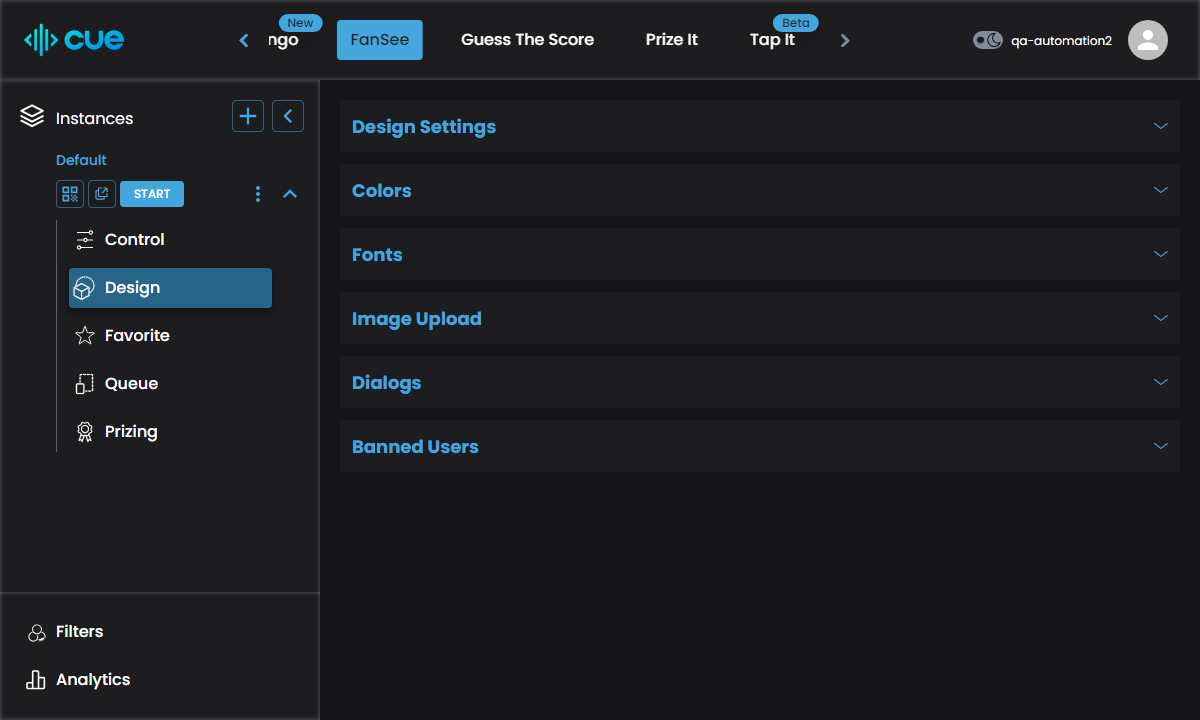 cue
New
ngo
FanSee
Guess The Score
Prize It
Beta
Tap It
qa-automation2
Instances
Default
START
Control
Design
Favorite
Queue
Prizing
Filters
Analytics
Design Settings
Colors
Fonts
Image Upload
Dialogs
Banned Users